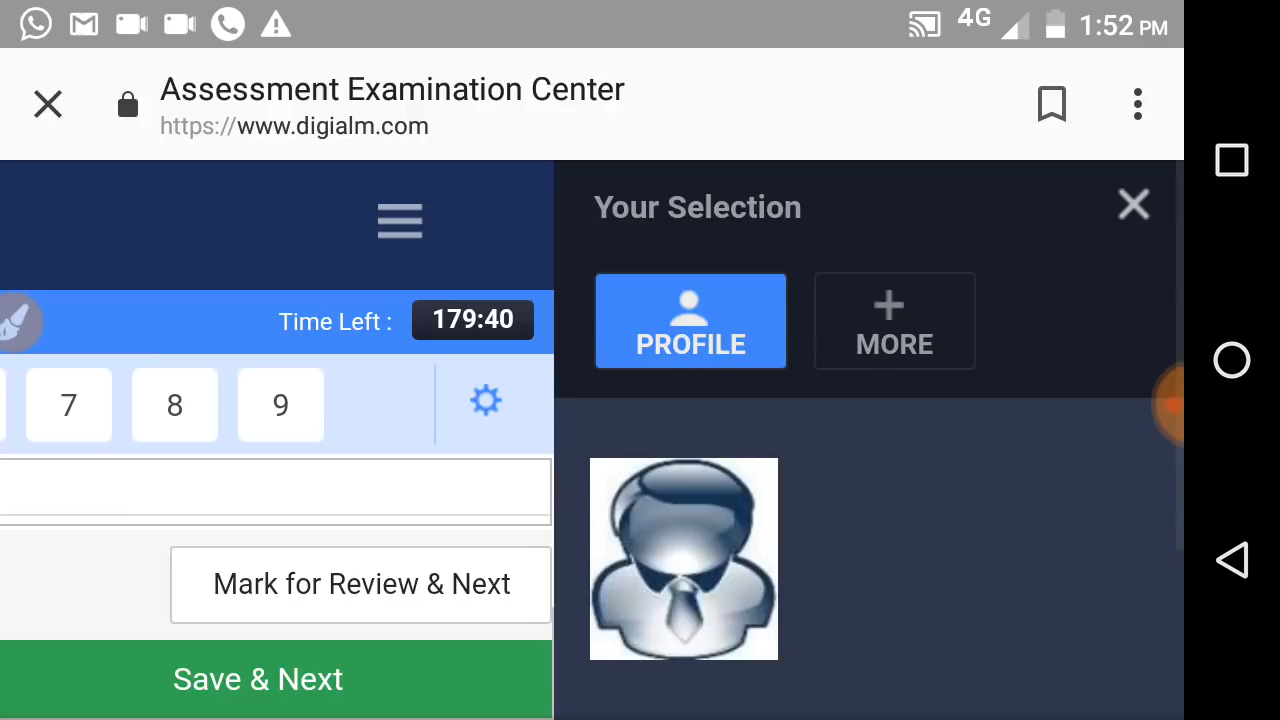 4G 1:52 PM
Assessment Examination Center
https://www.digialm.com
Your Selection
PROFILE
MORE
Time Left : 179:40
7 8 9
Mark for Review & Next
Save & Next